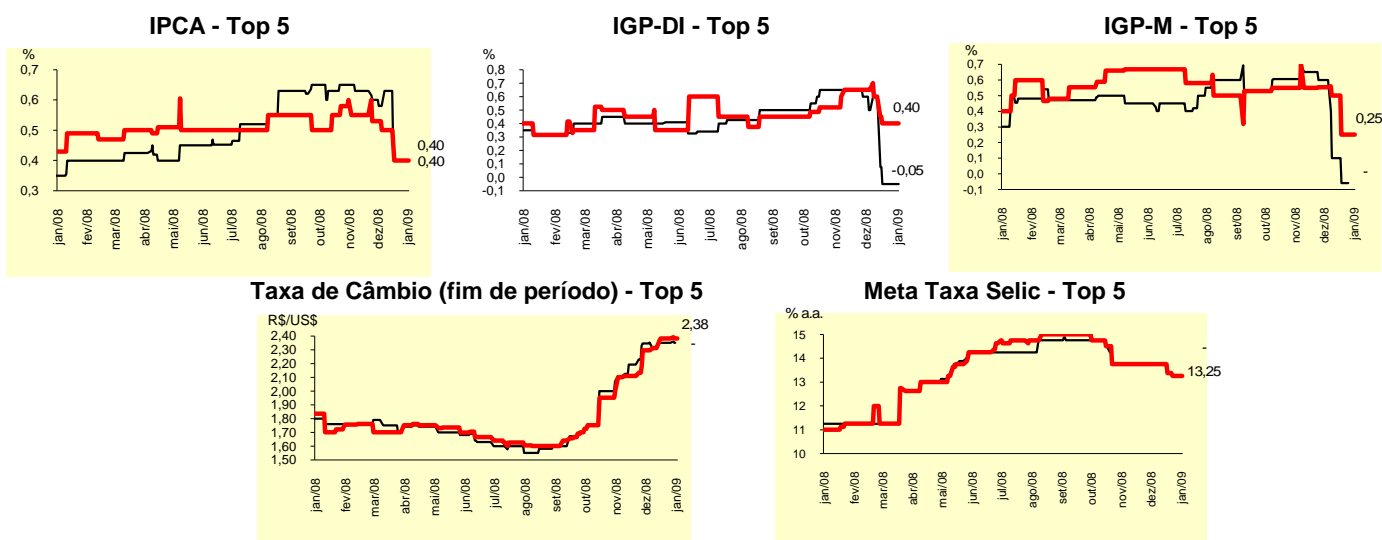 IPCA - Top 5
%
0,7
0,6
0,5
0,4
0,3
0,40
0,40
jan/08
fev/08
mar/08
abr/08
mai/08
jun/08
jul/08
ago/08
set/08
out/08
nov/08
dez/08
jan/09
IGP-DI - Top 5
%
0,8
0,7
0,6
0,5
0,4
0,3
0,2
0,1
0,0
-0,1
0,40
-0,05
jan/08
fev/08
mar/08
abr/08
mai/08
jun/08
jul/08
ago/08
set/08
out/08
nov/08
dez/08
jan/09
IGP-M - Top 5
%
0,7
0,6
0,5
0,4
0,3
0,2
0,1
0,0
-0,1
0,25
-
jan/08
fev/08
mar/08
abr/08
mai/08
jun/08
jul/08
ago/08
set/08
out/08
nov/08
dez/08
jan/09
Taxa de Câmbio (fim de período) - Top 5
R$/US$
2,40
2,30
2,20
2,10
2,00
1,90
1,80
1,70
1,60
1,50
2,38
-
jan/08
fev/08
mar/08
abr/08
mai/08
jun/08
jul/08
ago/08
set/08
out/08
nov/08
dez/08
jan/09
Meta Taxa Selic - Top 5
% a.a.
15
14
13
12
11
10
-
13,25
jan/08
fev/08
mar/08
abr/08
mai/08
jun/08
jul/08
ago/08
set/08
out/08
nov/08
dez/08
jan/09